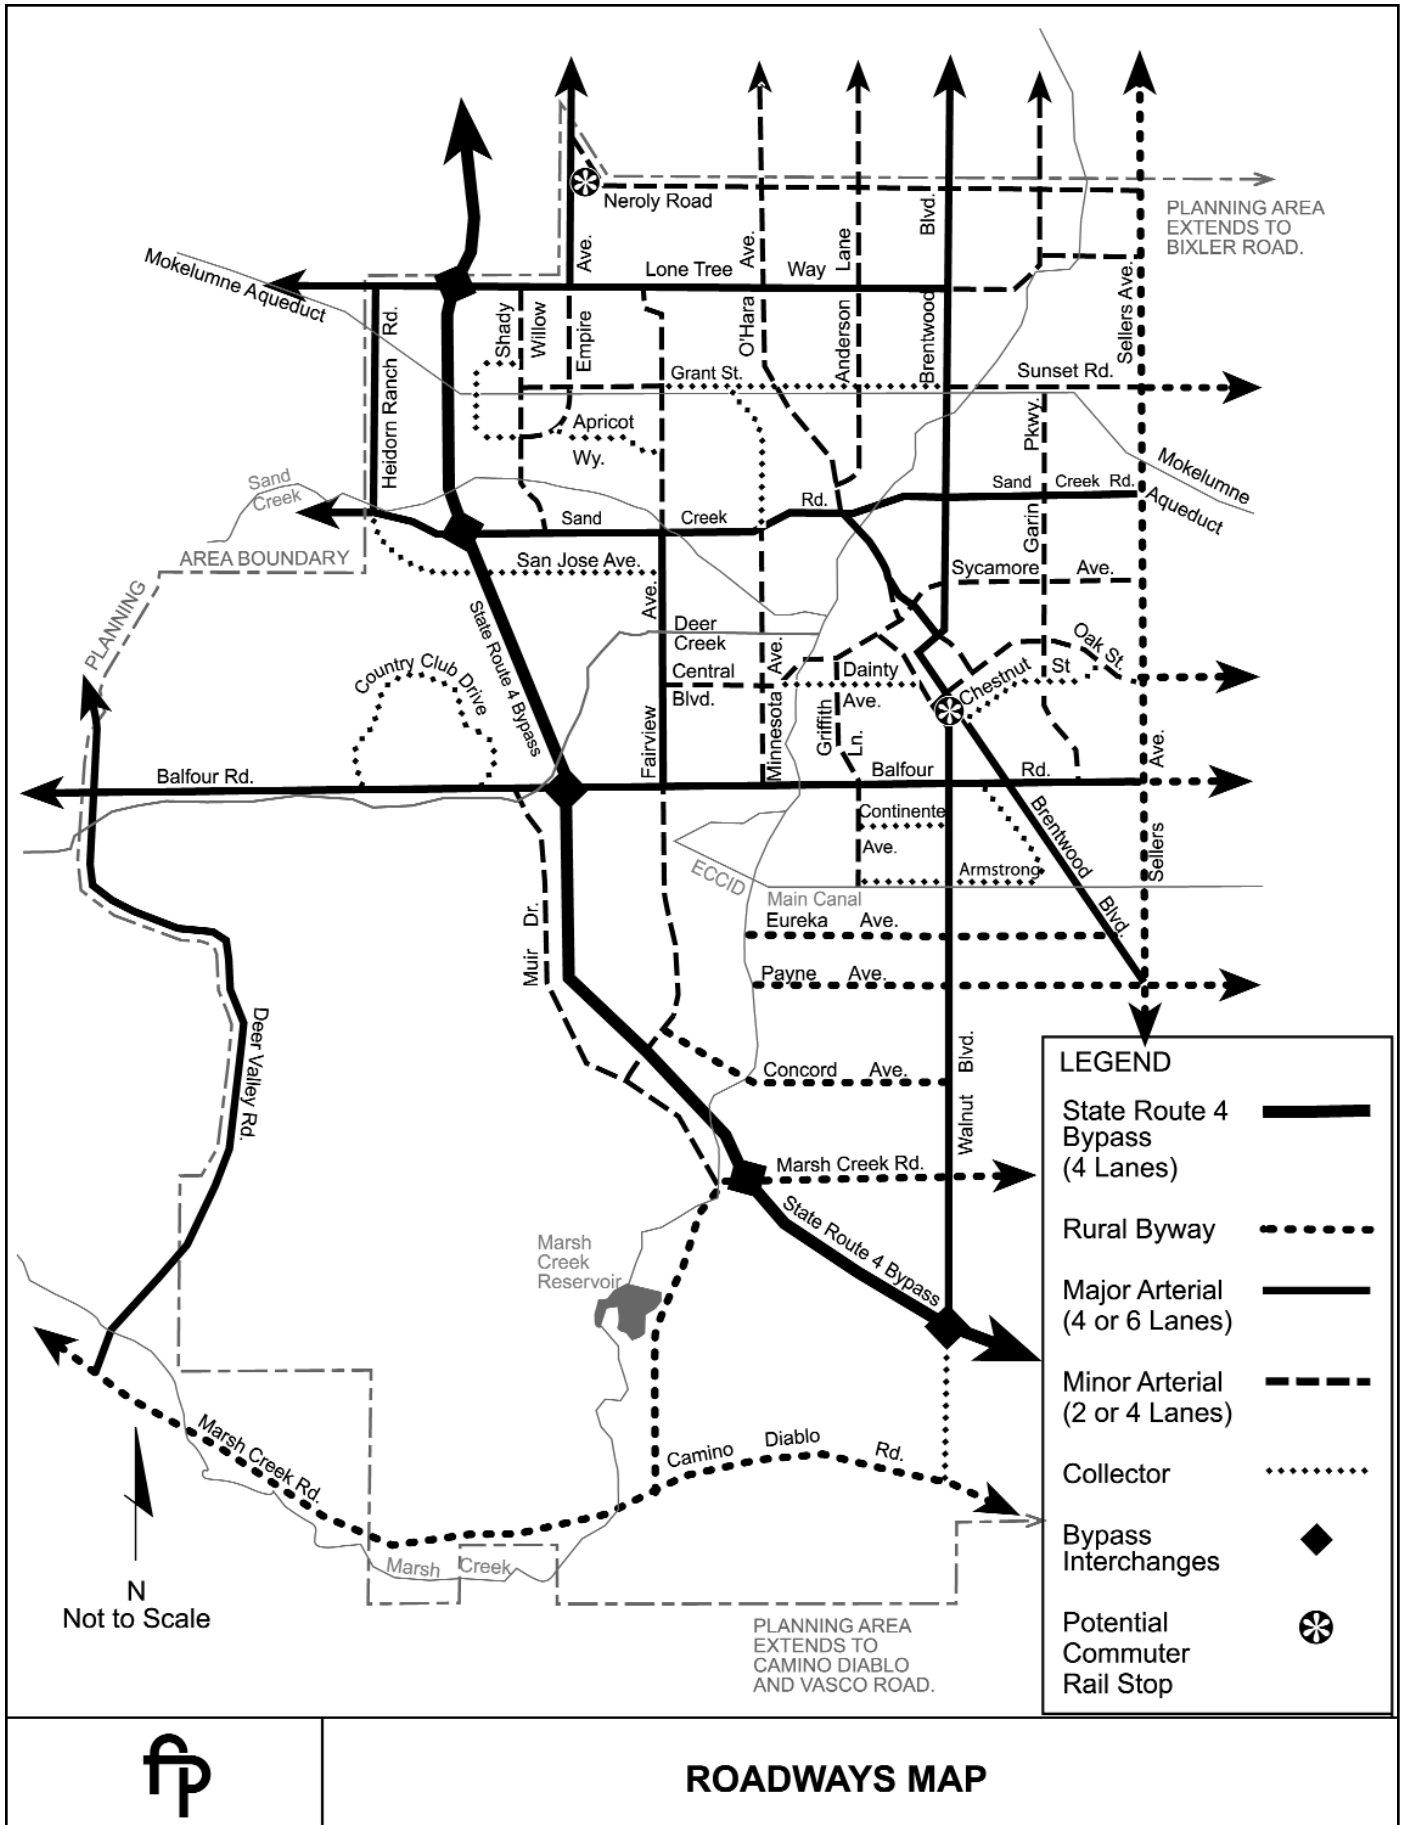 Neroly Road
PLANNING AREA
EXTENDS TO
BIXLER ROAD.
Blvd.
Ave.
Ave.
Lane
Lone Tree
Way
Mokelumne Aqueduct
Sellers Ave.
Rd.
Shady
Willow
Empire
O'Hara
Anderson
Brentwood
Heidorn Ranch
Grant St.
Sunset Rd.
Apricot
Wy.
Pkwy.
Mokelumne
Aqueduct
Sand
Creek
Sand
Creek Rd.
Rd.
Sand
Creek
Garin
AREA BOUNDARY
PLANNING
San Jose Ave.
Sycamore
Ave.
State Route 4 Bypass
Ave.
Deer
Creek
Oak St.
Country Club Drive
Central
Blvd.
Ave.
Dainty
Ave.
Chestnut
St
Minnesota
Griffith
Ln.
Fairview
Ave.
Balfour Rd.
Balfour
Rd.
Continente
Ave.
Brentwood
Blvd.
Sellers
Armstrong
ECCID
Main Canal
Muir
Dr.
Eureka
Ave.
Payne
Ave.
Deer Valley Rd.
Concord
Ave.
Blvd.
Walnut
Marsh Creek Rd.
State Route 4 Bypass
Marsh
Creek
Reservoir
Marsh Creek Rd.
Camino
Diablo
Rd.
Marsh
Creek
N
Not to Scale
PLANNING AREA
EXTENDS TO
CAMINO DIABLO
AND VASCO ROAD.
LEGEND
State Route 4
Bypass
(4 Lanes)
Rural Byway
Major Arterial
(4 or 6 Lanes)
Minor Arterial
(2 or 4 Lanes)
Collector
Bypass
Interchanges
Potential
Commuter
Rail Stop
fp
ROADWAYS MAP